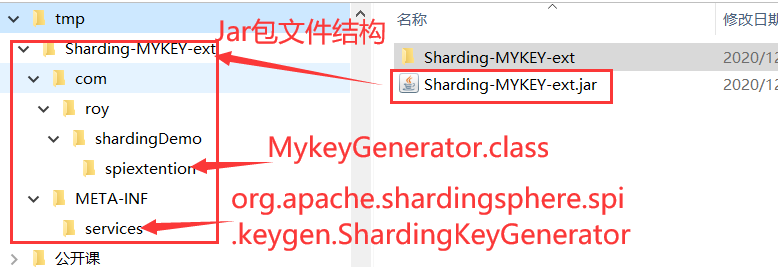 tmp
Sharding-MYKEY-ext
com
roy
shardingDemo
spiextention
META-INF
services
公开课
Jar包文件结构
名称
修改日期
Sharding-MYKEY-ext
2020/12
Sharding-MYKEY-ext.jar
2020/12
MykeyGenerator.class
org.apache.shardingsphere.spi
.keygen.ShardingKeyGenerator